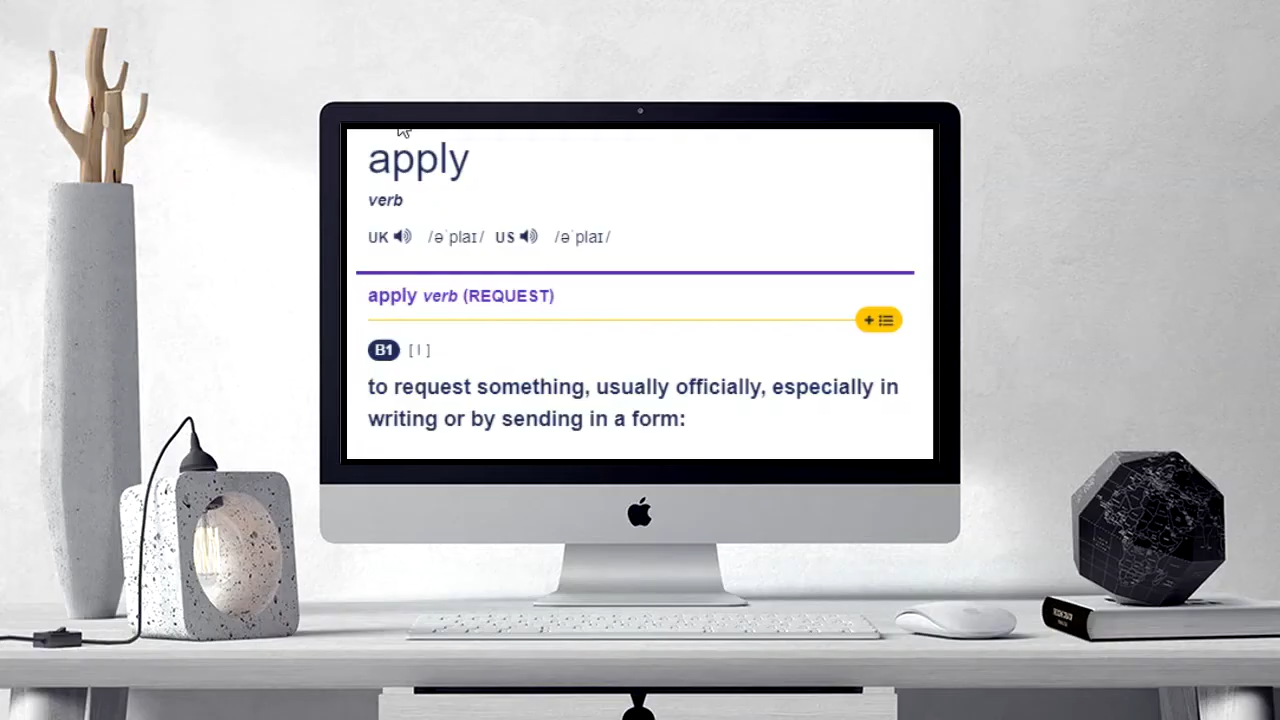 apply
verb
UK /əˈplaɪ/ US /əˈplaɪ/
apply verb (REQUEST)
B1 [ I ]
to request something, usually officially, especially in
writing or by sending in a form: